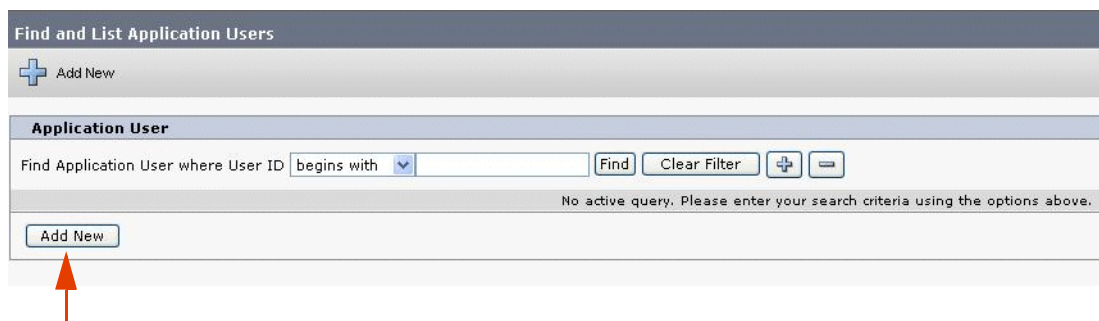 Find and List Application Users
Add New
Application User
Find Application User where User ID begins with Find Clear Filter
No active query. Please enter your search criteria using the options above.
Add New